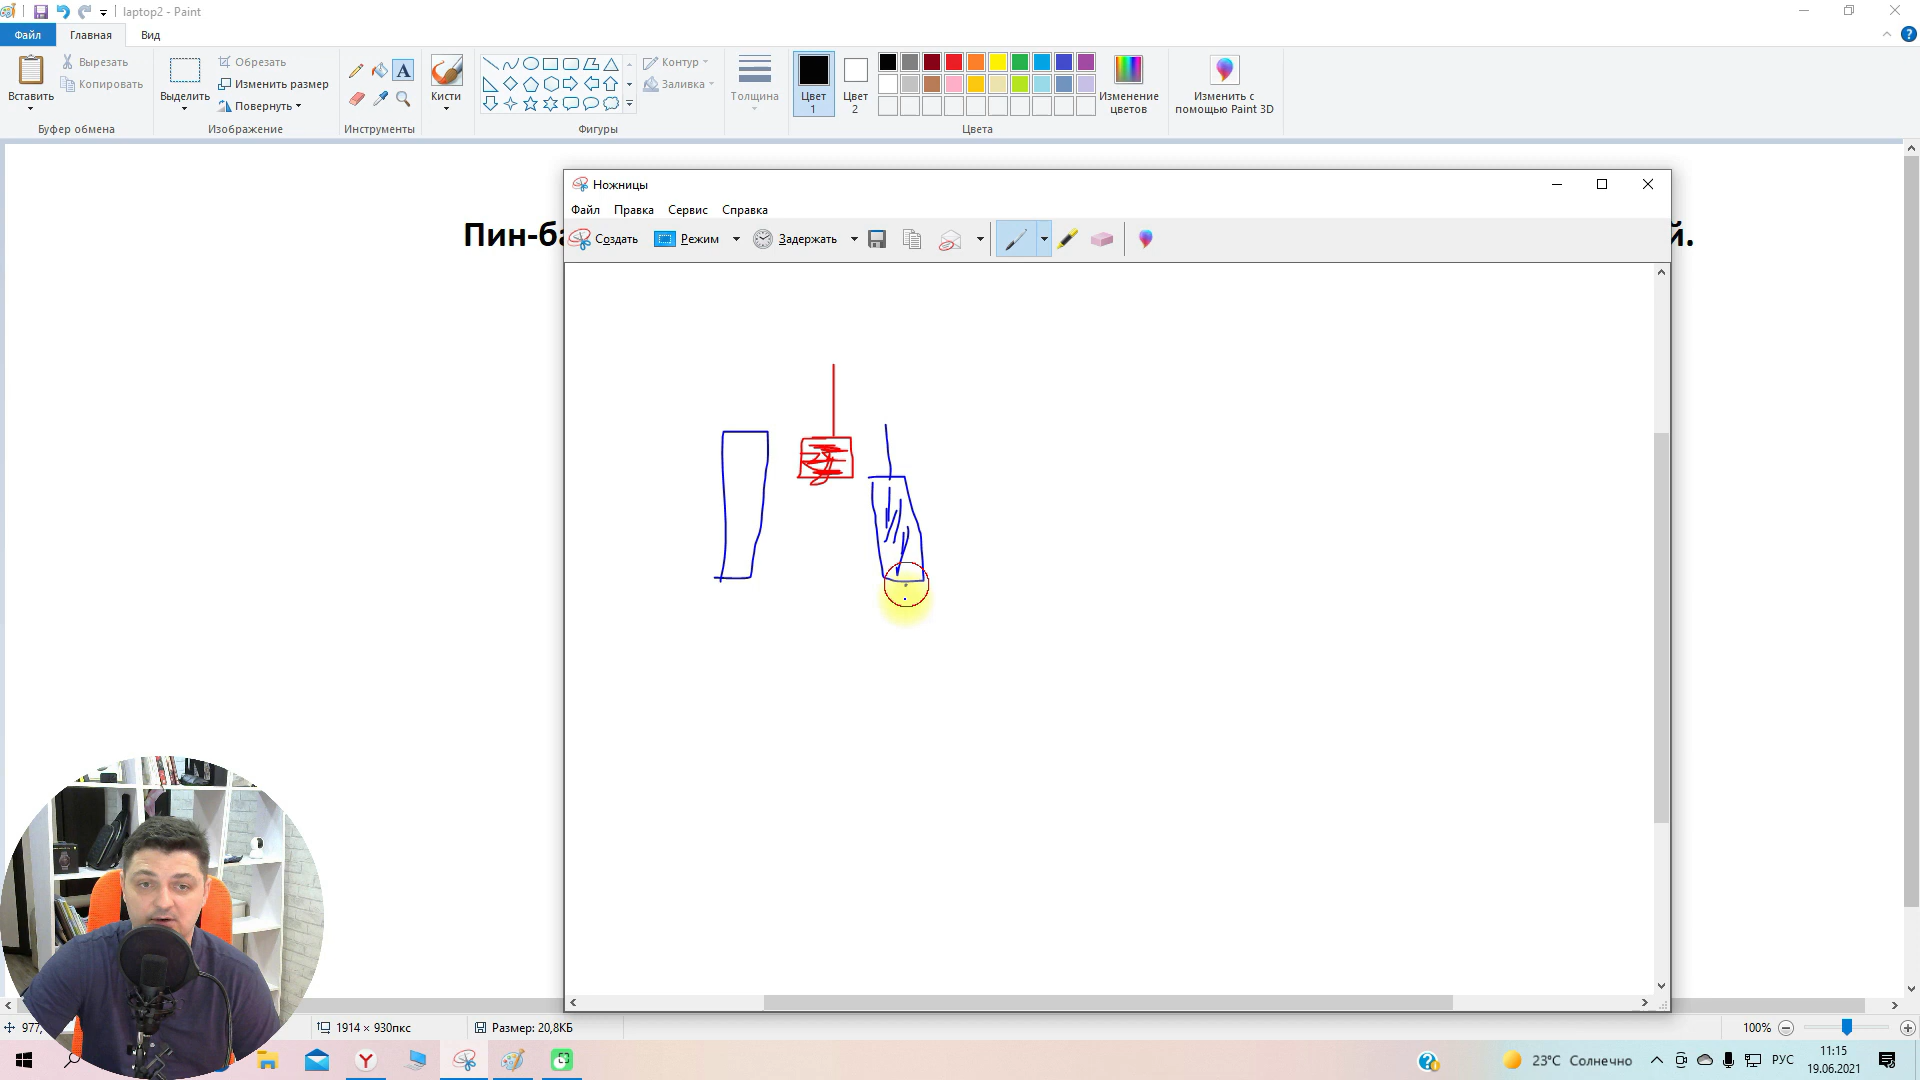 laptop2 - Paint
Файл
Главная
Вид
Вставить
Вырезать
Копировать
Буфер обмена
Выделить
Обрезать
Изменить размер
Повернуть
Изображение
A
Инструменты
Кисти
Контур
Заливка
Фигуры
Толщина
Цвет 1
Цвет 2
Цвета
Изменение цветов
Изменить с помощью Paint 3D
Пин-ба
й.
Ножницы
Файл
Правка
Сервис
Справка
Создать
Режим
Задержать
977,
1914 × 930пкс
Размер: 20,8КБ
100%
23°C Солнечно
РУС
11:15
19.06.2021